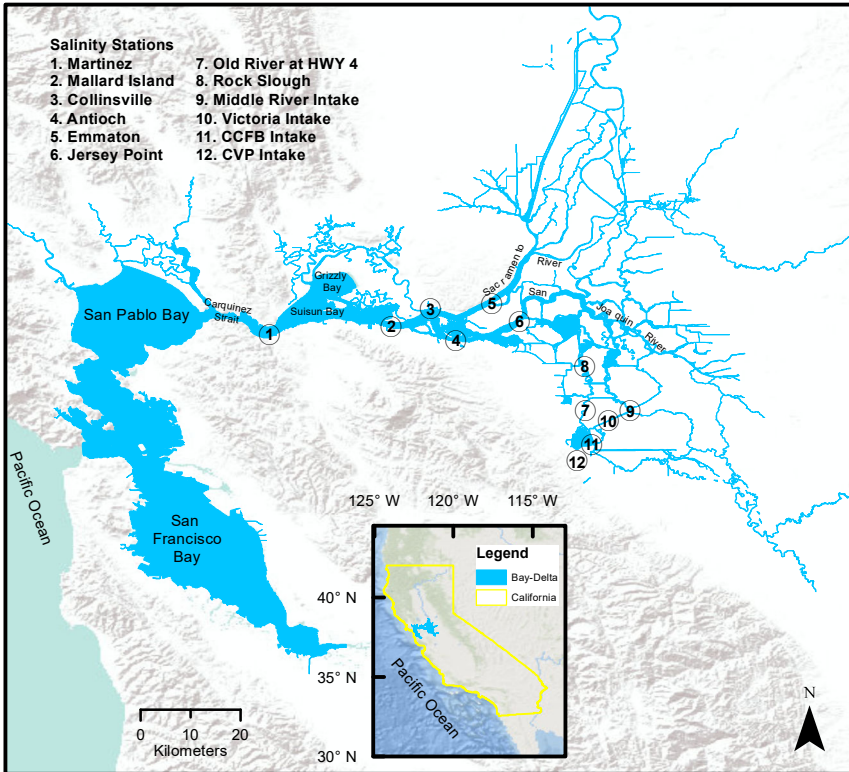 Salinity Stations
1. Martinez
2. Mallard Island
3. Collinsville
4. Antioch
5. Emmaton
6. Jersey Point
7. Old River at HWY 4
8. Rock Slough
9. Middle River Intake
10. Victoria Intake
11. CCFB Intake
12. CVP Intake
Sacramento
River
Grizzly
Bay
San
Carquinez
Strait
San Pablo Bay
Suisun Bay
Joaquin
River
1
2
3
4
5
6
7
8
9
10
11
12
Pacific Ocean
San
Francisco
Bay
125° W
120° W
115° W
Legend
Bay-Delta
California
40° N
35° N
30° N
Pacific Ocean
0
10
20
Kilometers
N